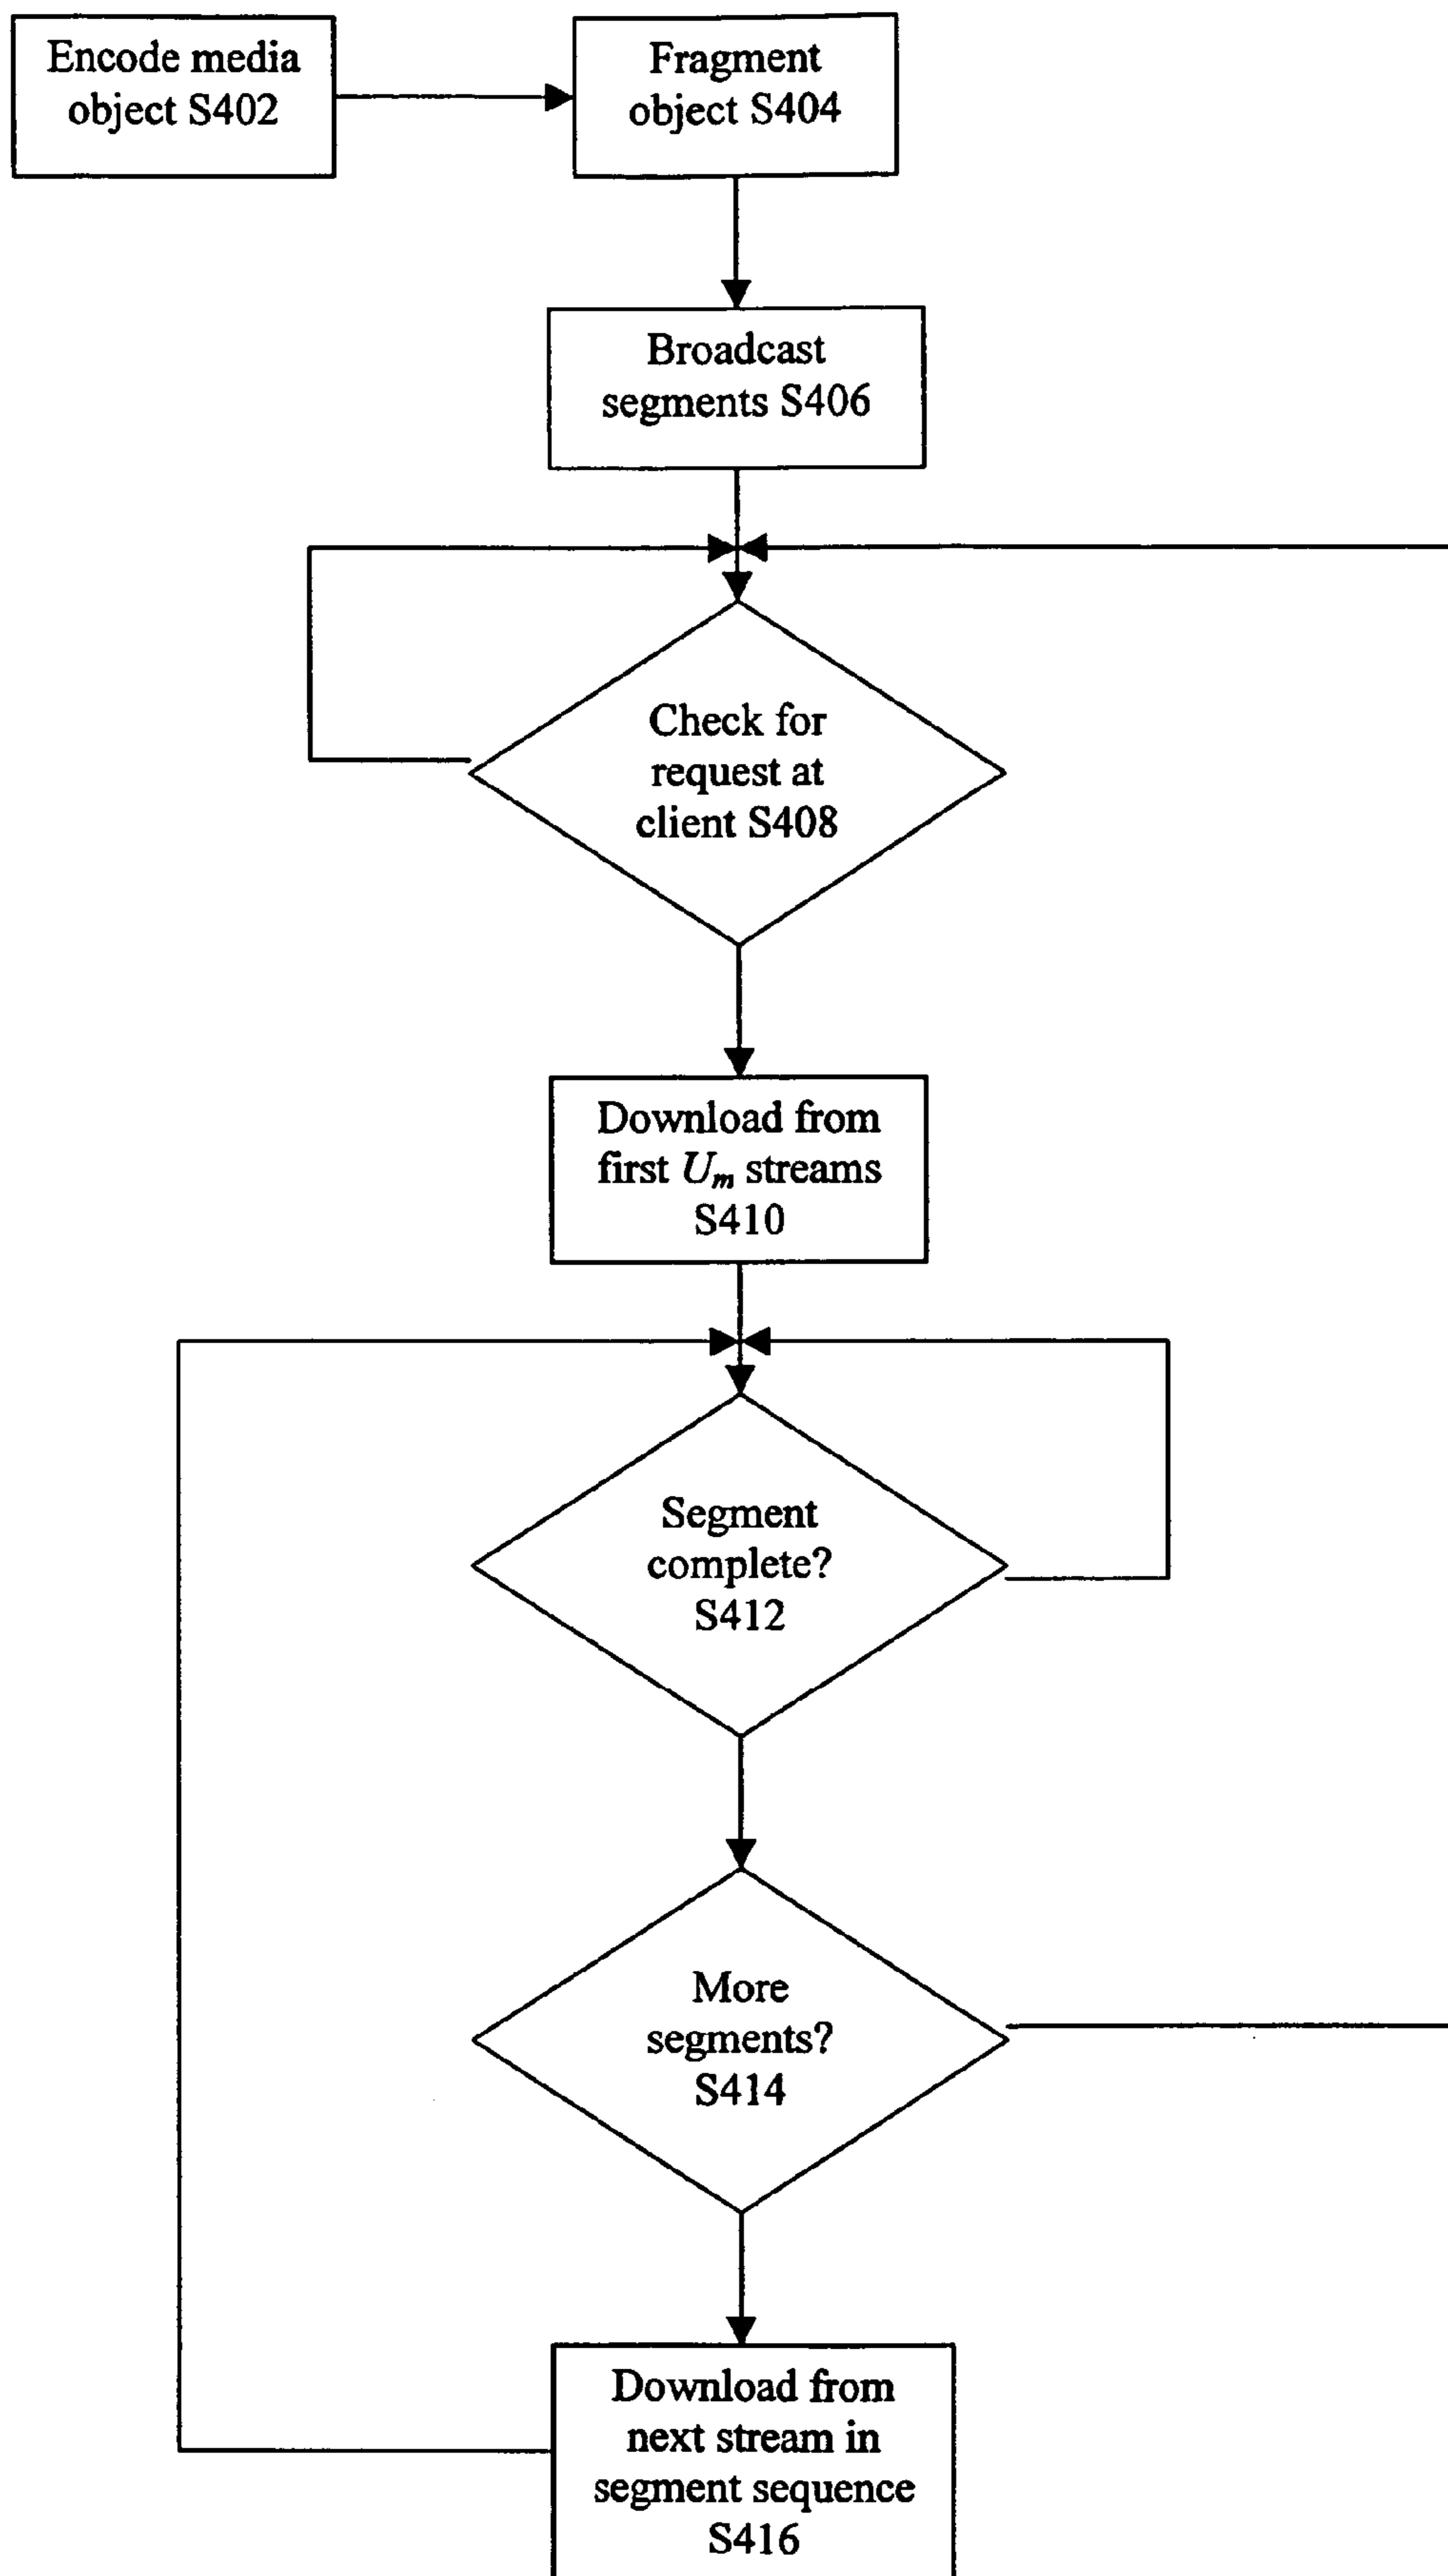 Encode media
object S402
Fragment
object S404
Broadcast
segments S406
Check for
request at
client S408
Download from
first Um streams
S410
Segment
complete?
S412
More
segments?
S414
Download from
next stream in
segment sequence
S416